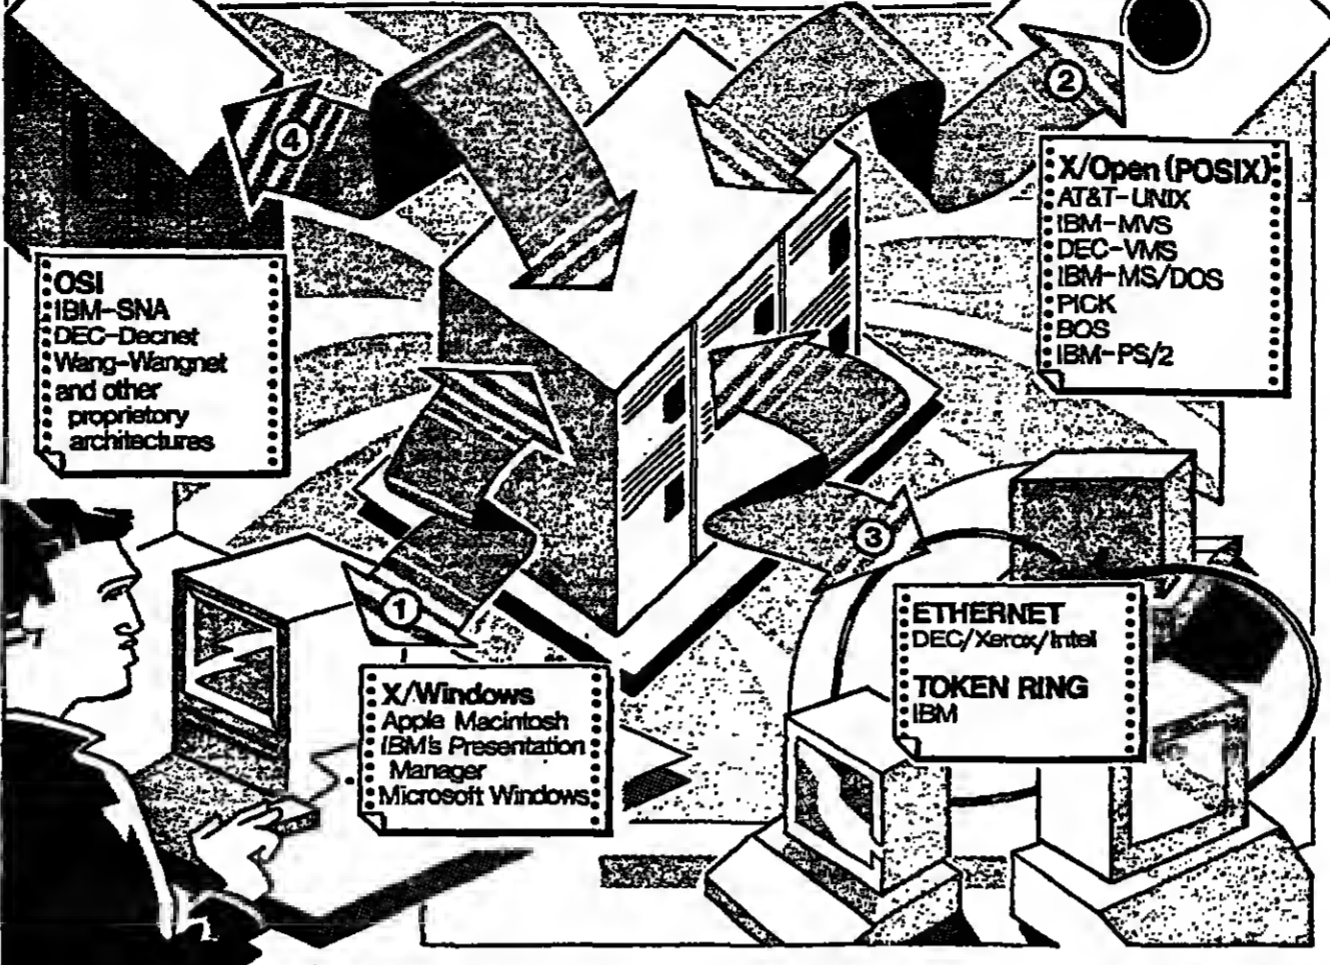 4
2
X/Open (POSIX)
AT&T-UNIX
IBM-MVS
DEC-VMS
IBM-MS/DOS
PICK
BOS
IBM-PS/2
OSI
IBM-SNA
DEC-Decnet
Wang-Wangnet
and other
proprietory
architectures
3
ETHERNET
DEC/Xerox/Intel
TOKEN RING
IBM
1
X/Windows
Apple Macintosh
IBM's Presentation
Manager
Microsoft Windows